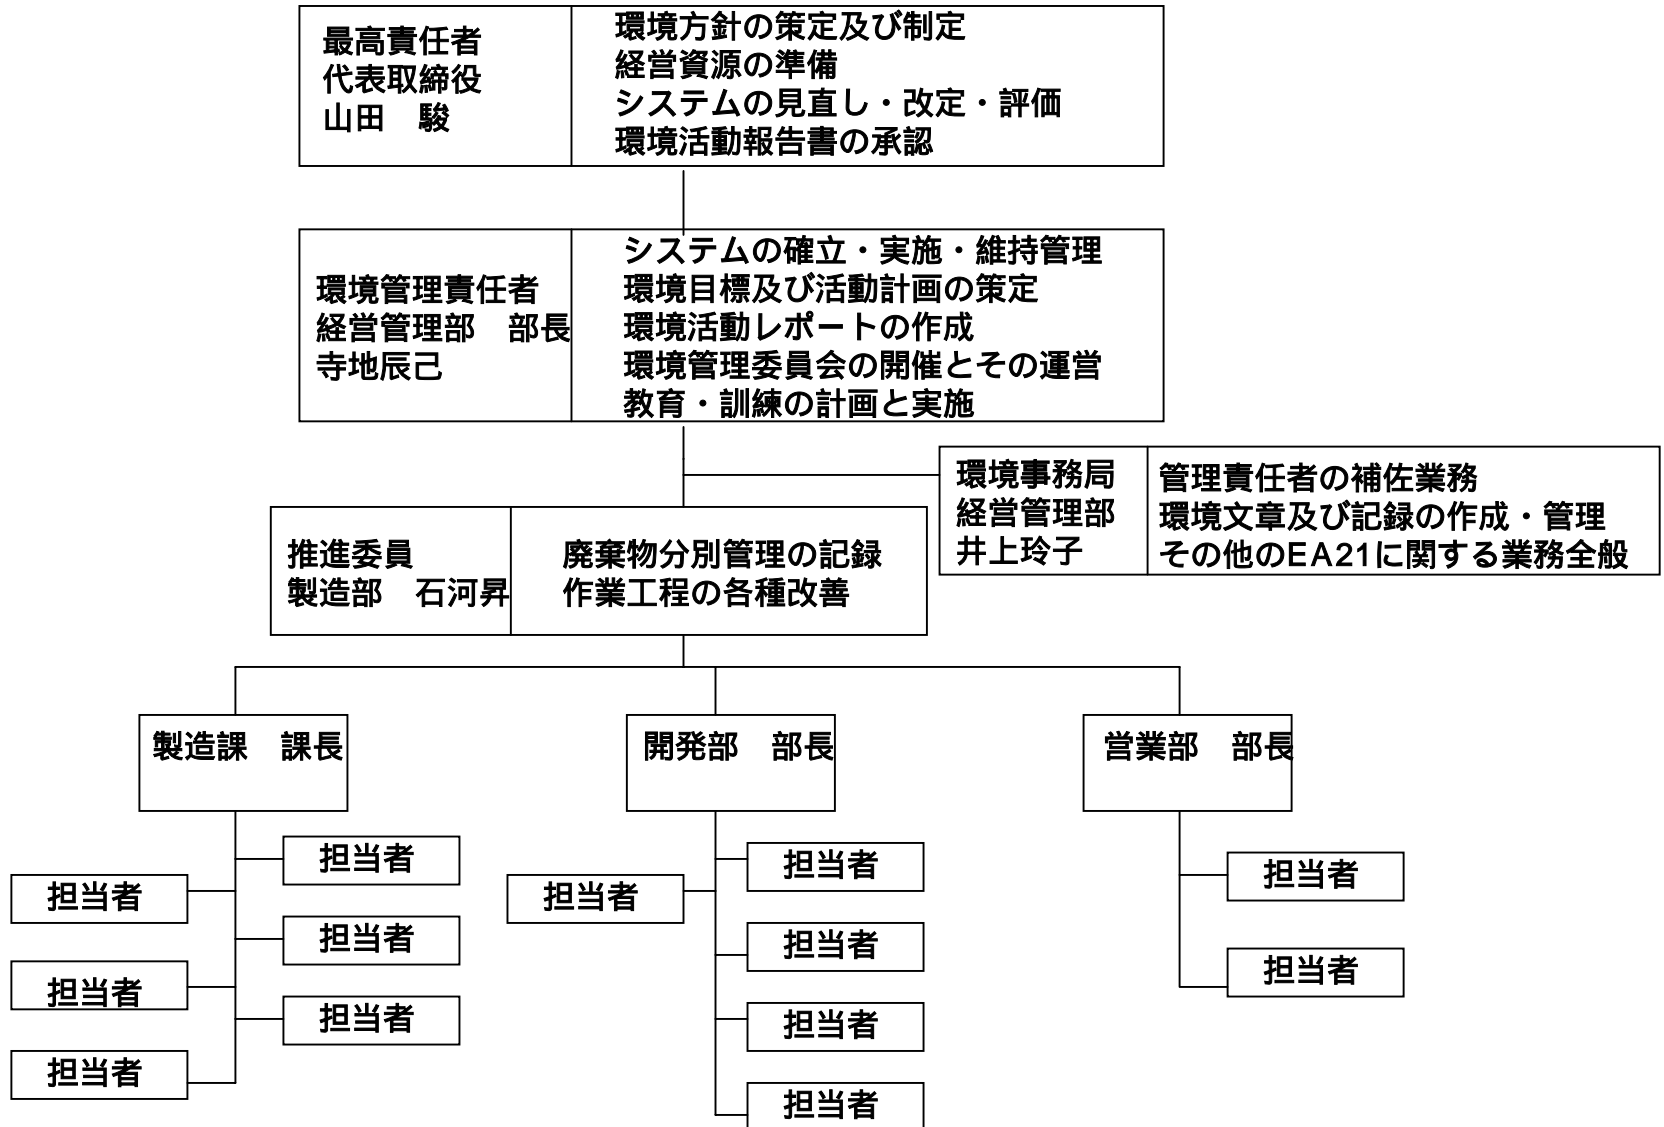 最高責任者
代表取締役
山田　駿
環境方針の策定及び制定
経営資源の準備
システムの見直し・改定・評価
環境活動報告書の承認
環境管理責任者
経営管理部　部長
寺地辰己
システムの確立・実施・維持管理
環境目標及び活動計画の策定
環境活動レポートの作成
環境管理委員会の開催とその運営
教育・訓練の計画と実施
環境事務局
経営管理部
井上玲子
管理責任者の補佐業務
環境文章及び記録の作成・管理
その他のEA21に関する業務全般
推進委員
製造部　石河昇
廃棄物分別管理の記録
作業工程の各種改善
製造課　課長
開発部　部長
営業部　部長
担当者
担当者
担当者
担当者
担当者
担当者
担当者
担当者
担当者
担当者
担当者
担当者
担当者